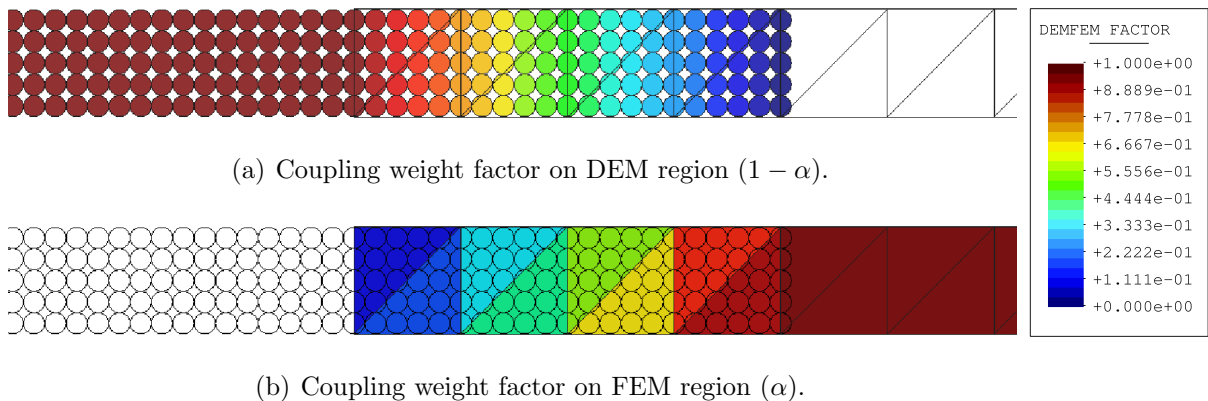 DEMFEM FACTOR
+1.000e+00
+8.889e-01
+7.778e-01
+6.667e-01
+5.556e-01
+4.444e-01
+3.333e-01
+2.222e-01
+1.111e-01
+0.000e+00
(a) Coupling weight factor on DEM region (1 − α).
(b) Coupling weight factor on FEM region (α).